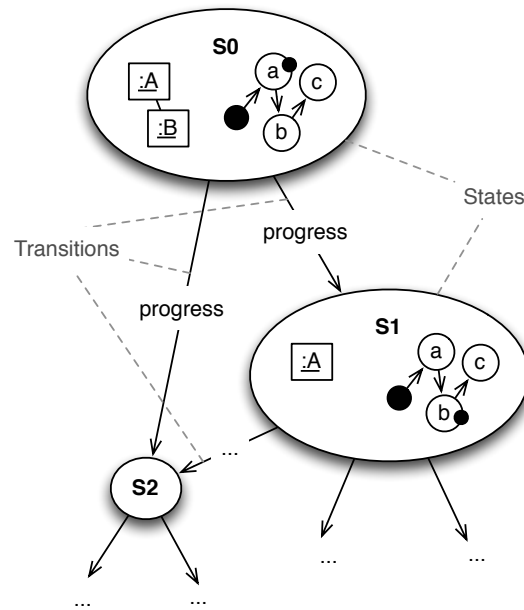 S0
:A
:B
a
c
b
States
progress
Transitions
progress
S1
:A
a
c
b
...
S2
...
...
...
...